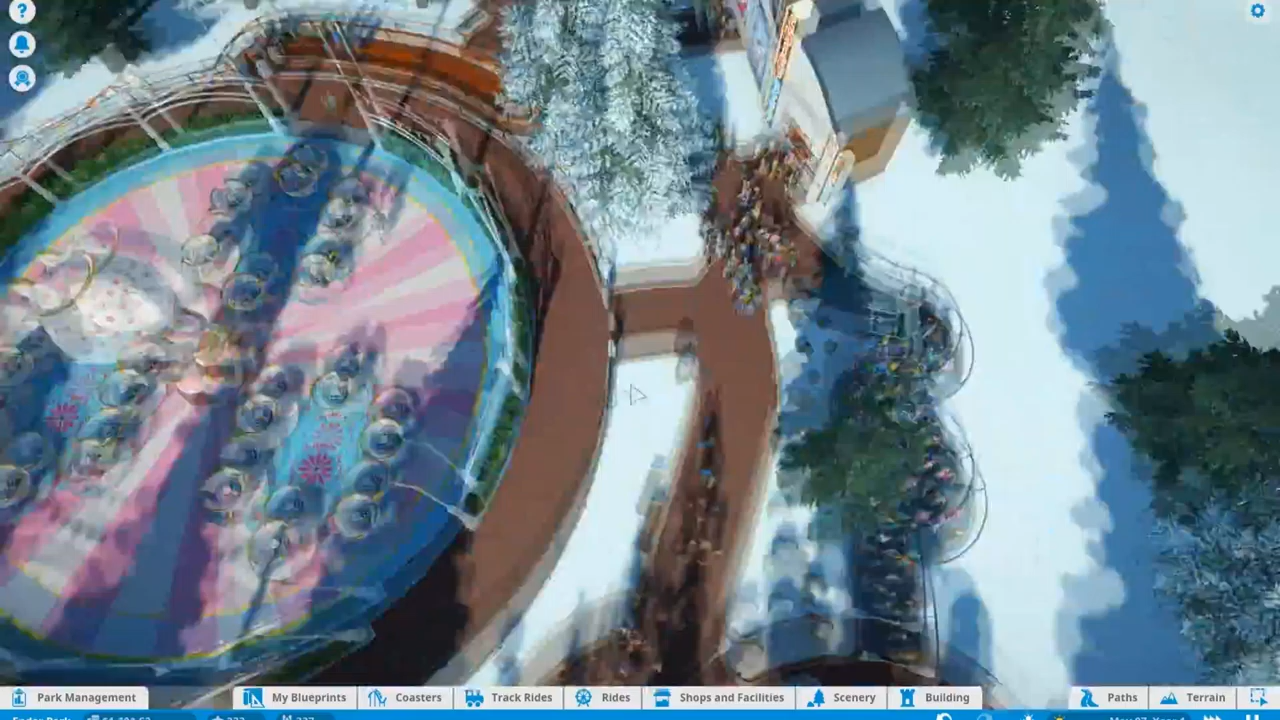 ?
Park Management
My Blueprints
Coasters
Track Rides
Rides
Shops and Facilities
Scenery
Building
Paths
Terrain